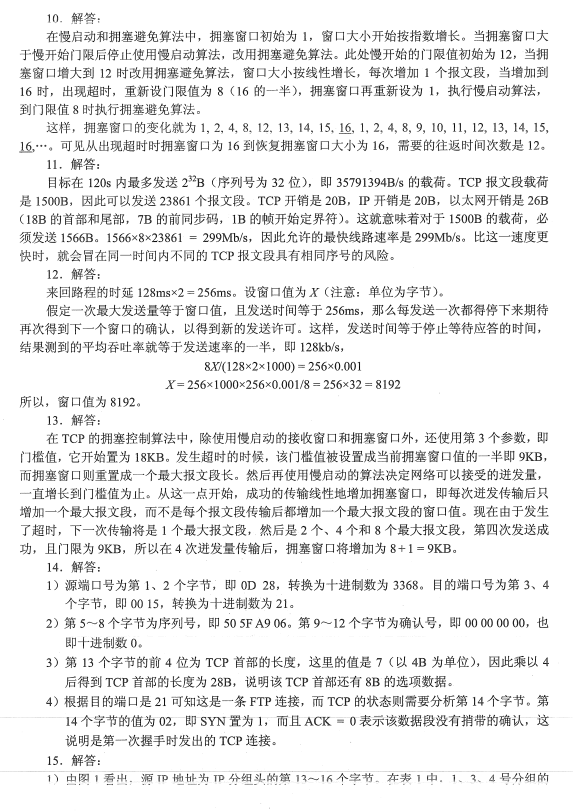 10．解答：
在慢启动和拥塞避免算法中，拥塞窗口初始为 1，窗口大小开始按指数增长。当拥塞窗口大
于慢开始门限后停止使用慢启动算法，改用拥塞避免算法。此处慢开始的门限值初始为 12，当拥
塞窗口增大到 12 时改用拥塞避免算法，窗口大小按线性增长，每次增加 1 个报文段，当增加到
16 时，出现超时，重新设门限值为 8（16 的一半），拥塞窗口再重新设为 1，执行慢启动算法，
到门限值 8 时执行拥塞避免算法。
这样，拥塞窗口的变化就为 1, 2, 4, 8, 12, 13, 14, 15, 16, 1, 2, 4, 8, 9, 10, 11, 12, 13, 14, 15,
16,…。可见从出现超时时拥塞窗口为 16 到恢复拥塞窗口大小为 16，需要的往返时间次数是 12。
11．解答：
目标在 120s 内最多发送 2³²B（序列号为 32 位），即 35791394B/s 的载荷。TCP 报文段载荷
是 1500B，因此可以发送 23861 个报文段。TCP 开销是 20B，IP 开销是 20B，以太网开销是 26B
（18B 的首部和尾部，7B 的前同步码，1B 的帧开始定界符）。这就意味着对于 1500B 的载荷，必
须发送 1566B。1566×8×23861 = 299Mb/s，因此允许的最快线路速率是 299Mb/s。比这一速度更
快时，就会冒在同一时间内不同的 TCP 报文段具有相同序号的风险。
12．解答：
来回路程的时延 128ms×2 = 256ms。设窗口值为 X（注意：单位为字节）。
假定一次最大发送量等于窗口值，且发送时间等于 256ms，那么每发送一次都得停下来期待
再次得到下一个窗口的确认，以得到新的发送许可。这样，发送时间等于停止等待应答的时间，
结果测到的平均吞吐率就等于发送速率的一半，即 128kb/s，
8X/(128×2×1000) = 256×0.001
X = 256×1000×256×0.001/8 = 256×32 = 8192
所以，窗口值为 8192。
13．解答：
在 TCP 的拥塞控制算法中，除使用慢启动的接收窗口和拥塞窗口外，还使用第 3 个参数，即
门槛值，它开始置为 18KB。发生超时的时候，该门槛值被设置成当前拥塞窗口值的一半即 9KB，
而拥塞窗口则重置成一个最大报文段长。然后再使用慢启动的算法决定网络可以接受的迸发量，
一直增长到门槛值为止。从这一点开始，成功的传输线性地增加拥塞窗口，即每次迸发传输后只
增加一个最大报文段，而不是每个报文段传输后都增加一个最大报文段的窗口值。现在由于发生
了超时，下一次传输将是 1 个最大报文段，然后是 2 个、4 个和 8 个最大报文段，第四次发送成
功，且门限为 9KB，所以在 4 次迸发量传输后，拥塞窗口将增加为 8 + 1 = 9KB。
14．解答：
1）源端口号为第 1、2 个字节，即 0D 28，转换为十进制数为 3368。目的端口号为第 3、4
个字节，即 00 15，转换为十进制数为 21。
2）第 5～8 个字节为序列号，即 50 5F A9 06。第 9～12 个字节为确认号，即 00 00 00 00，也
即十进制数 0。
3）第 13 个字节的前 4 位为 TCP 首部的长度，这里的值是 7（以 4B 为单位），因此乘以 4
后得到 TCP 首部的长度为 28B，说明该 TCP 首部还有 8B 的选项数据。
4）根据目的端口是 21 可知这是一条 FTP 连接，而 TCP 的状态则需要分析第 14 个字节。第
14 个字节的值为 02，即 SYN 置为 1，而且 ACK = 0 表示该数据段没有捎带的确认，这
说明是第一次握手时发出的 TCP 连接。
15．解答：
1）由图 1 看出，源 IP 地址为 IP 分组头的第 13～16 个字节。在表 1 中，1、3、4 号分组的